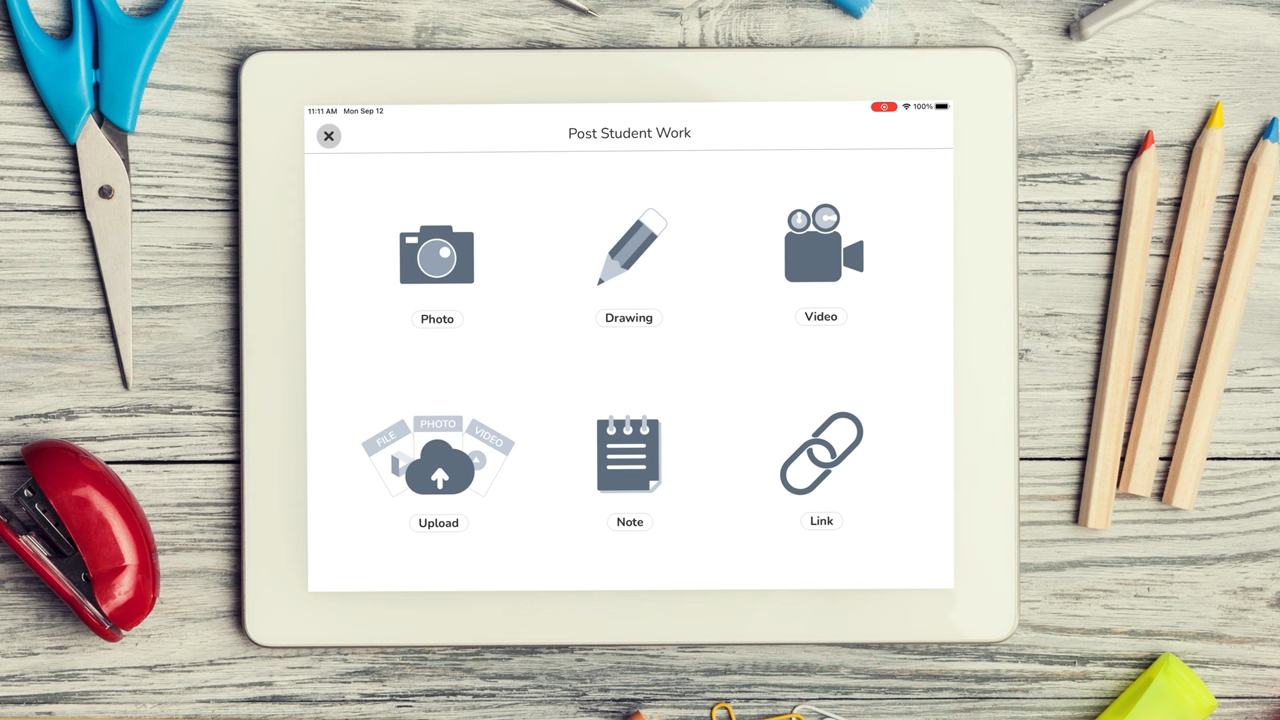 11:11 AM Mon Sep 12
100%
Post Student Work
Photo
Drawing
Video
FILE
PHOTO
VIDEO
Upload
Note
Link